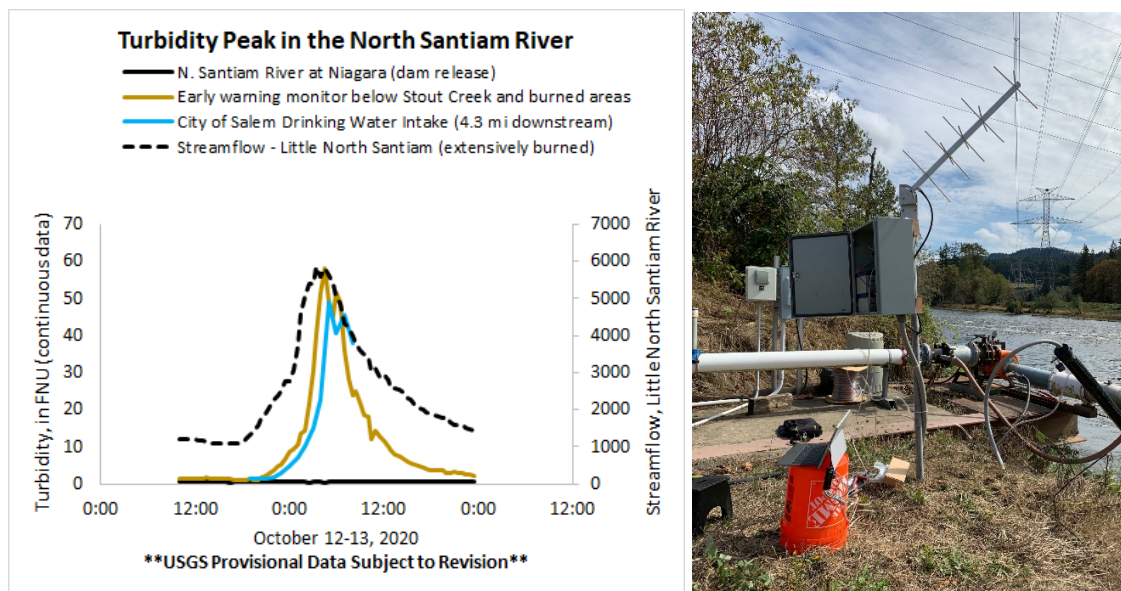 Turbidity Peak in the North Santiam River
N. Santiam River at Niagara (dam release)
Early warning monitor below Stout Creek and burned areas
City of Salem Drinking Water Intake (4.3 mi downstream)
Streamflow - Little North Santiam (extensively burned)
Turbidity, in FNU (continuous data)
70
60
50
40
30
20
10
0
7000
6000
5000
4000
3000
2000
1000
0
Streamflow, Little North Santiam River
0:00 12:00 0:00 12:00 0:00 12:00
October 12-13, 2020
**USGS Provisional Data Subject to Revision**
HOME